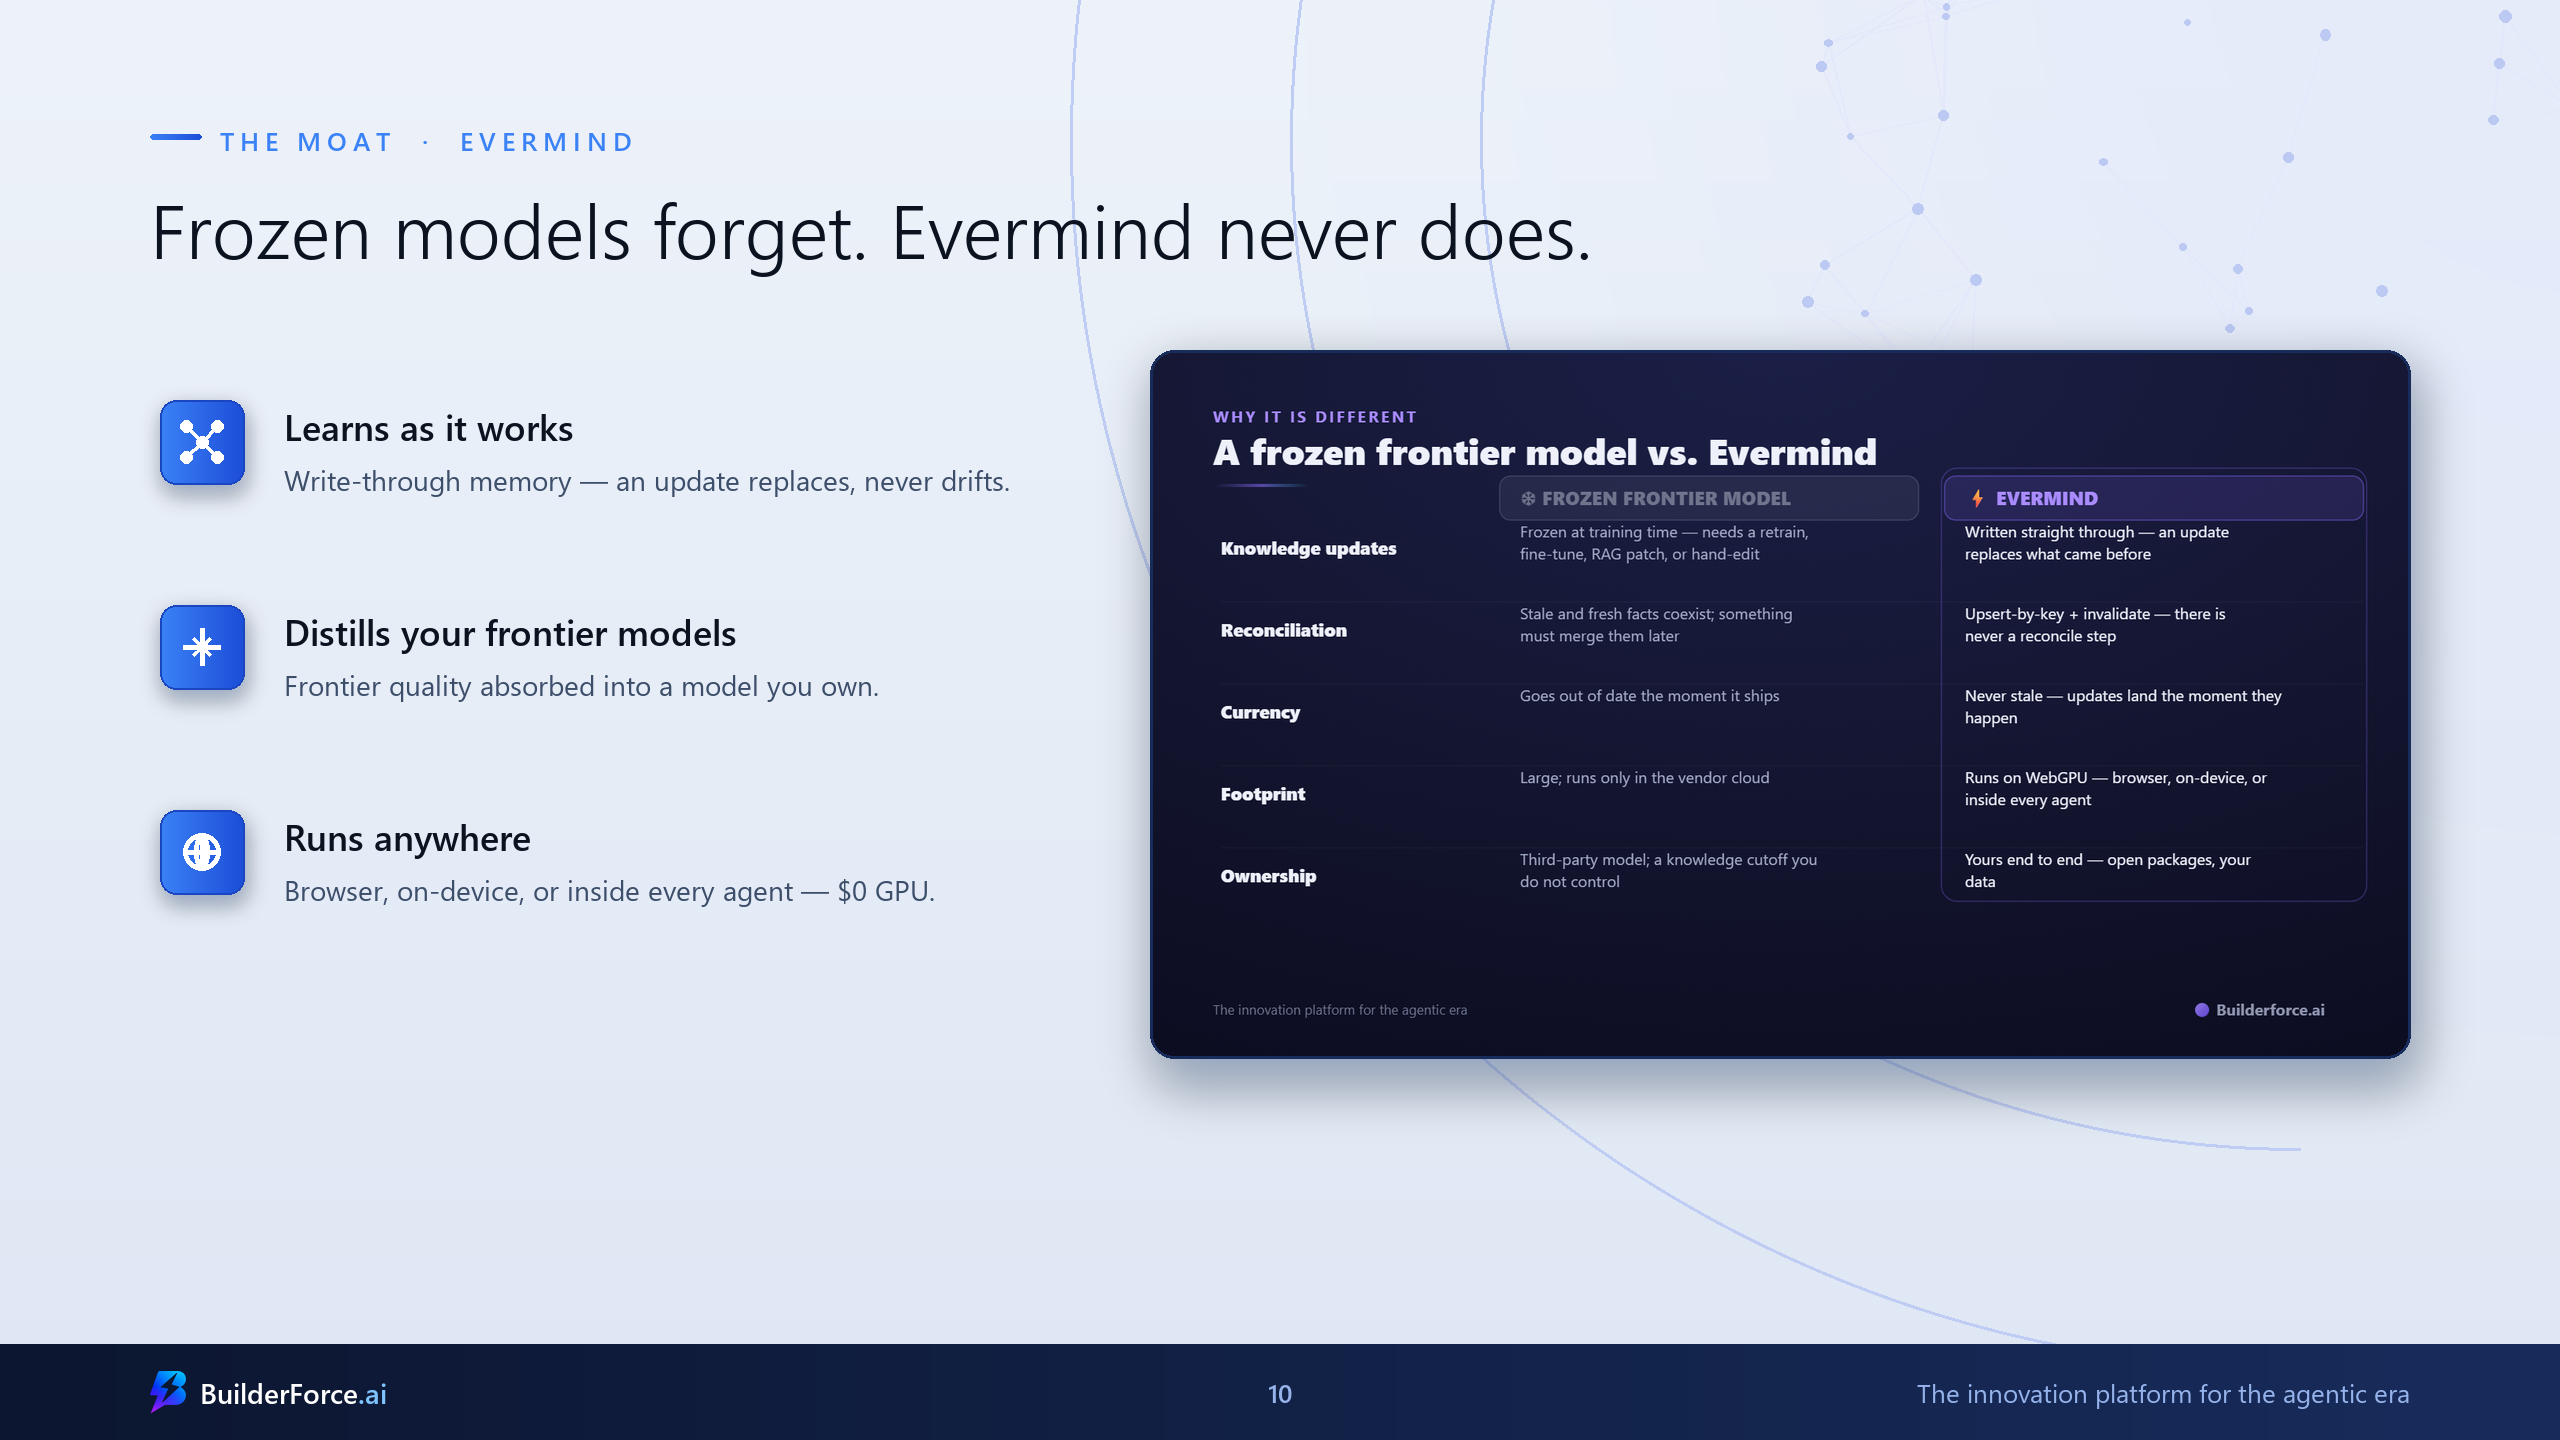 THE MOAT · EVERMIND
Frozen models forget. Evermind never does.
Learns as it works
Write-through memory — an update replaces, never drifts.
Distills your frontier models
Frontier quality absorbed into a model you own.
Runs anywhere
Browser, on-device, or inside every agent — $0 GPU.
WHY IT IS DIFFERENT
A frozen frontier model vs. Evermind
❄ FROZEN FRONTIER MODEL
⚡ EVERMIND
Knowledge updates
Frozen at training time — needs a retrain,
fine-tune, RAG patch, or hand-edit
Written straight through — an update
replaces what came before
Reconciliation
Stale and fresh facts coexist; something
must merge them later
Upsert-by-key + invalidate — there is
never a reconcile step
Currency
Goes out of date the moment it ships
Never stale — updates land the moment they
happen
Footprint
Large; runs only in the vendor cloud
Runs on WebGPU — browser, on-device, or
inside every agent
Ownership
Third-party model; a knowledge cutoff you
do not control
Yours end to end — open packages, your
data
The innovation platform for the agentic era
Builderforce.ai
BuilderForce.ai
10
The innovation platform for the agentic era